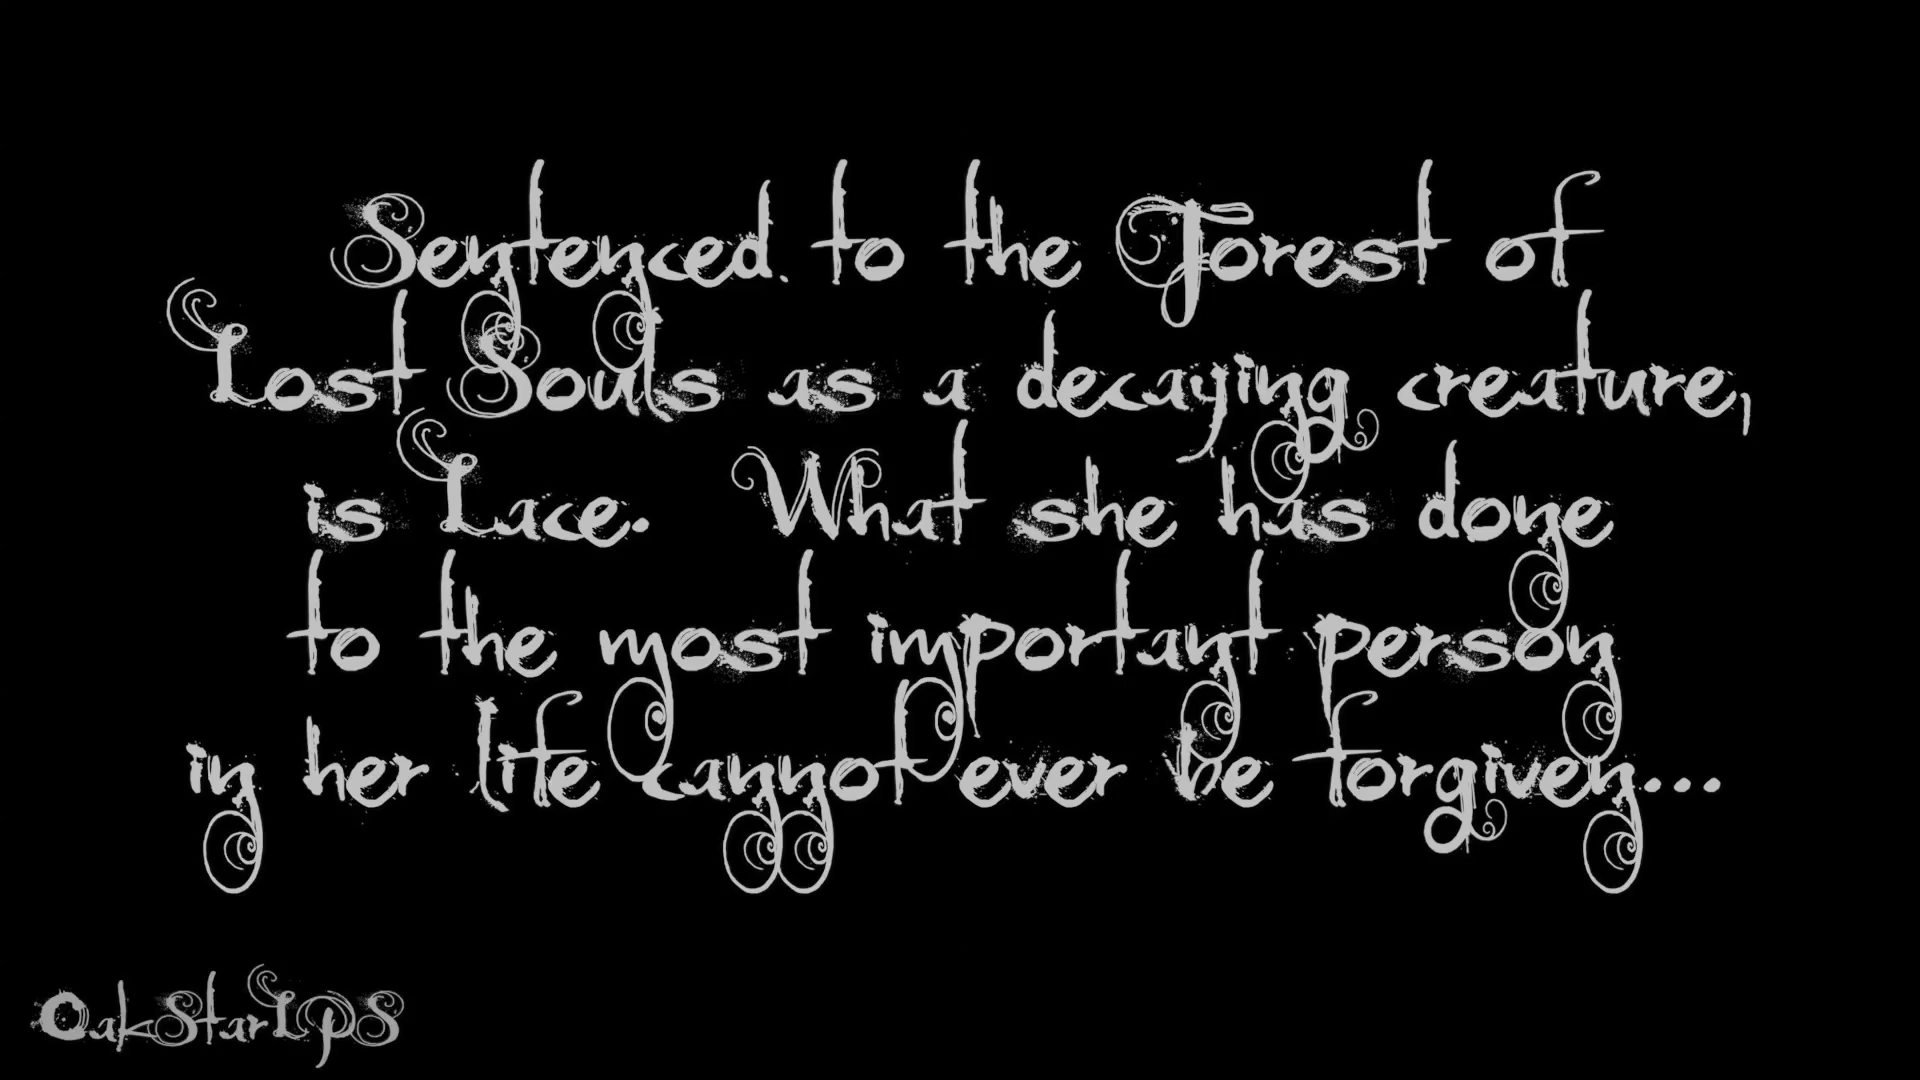 Sentenced to the Forest of
Lost Souls as a decaying creature,
is Lace. What she has done
to the most important person
in her life cannot ever be forgiven...
OakStarLPS